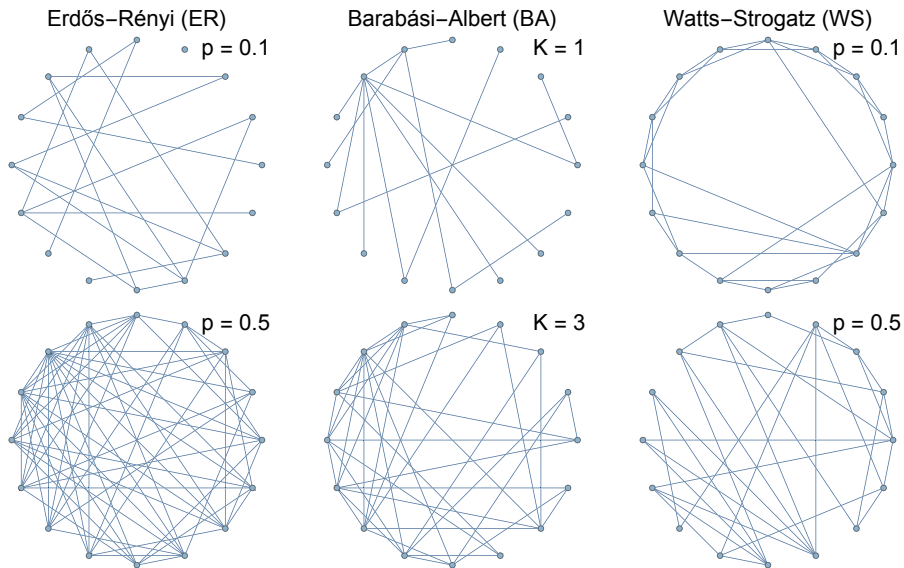 Erdős−Rényi (ER)
Barabási−Albert (BA)
Watts−Strogatz (WS)
p = 0.1
K = 1
p = 0.1
p = 0.5
K = 3
p = 0.5